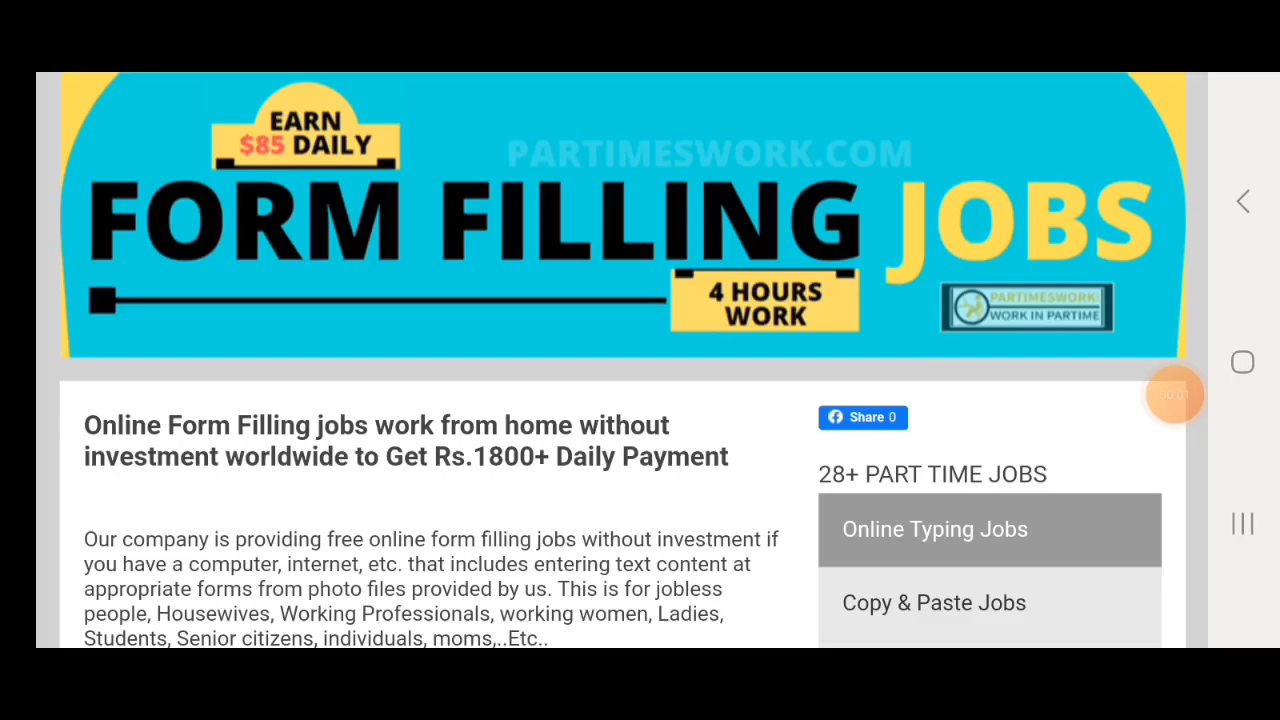 EARN
$85 DAILY
PARTIMESWORK.COM
FORM FILLING JOBS
4 HOURS
WORK
PARTIMESWORK
WORK IN PARTIME
Online Form Filling jobs work from home without
investment worldwide to Get Rs.1800+ Daily Payment
Our company is providing free online form filling jobs without investment if
you have a computer, internet, etc. that includes entering text content at
appropriate forms from photo files provided by us. This is for jobless
people, Housewives, Working Professionals, working women, Ladies,
Students, Senior citizens, individuals, moms,..Etc..
Share 0
28+ PART TIME JOBS
Online Typing Jobs
Copy & Paste Jobs
00:01